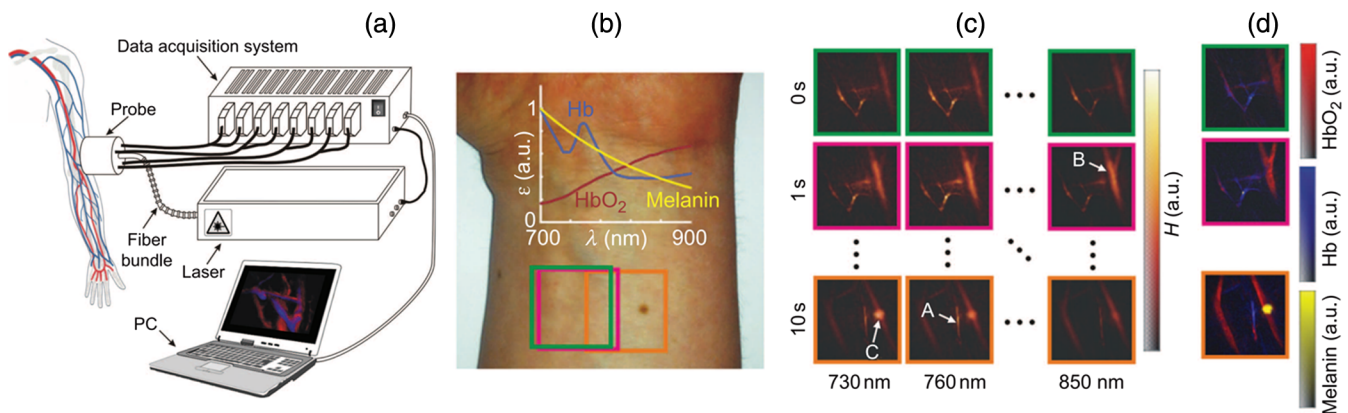 (a)
Data acquisition system
Probe
Fiber
bundle
Laser
PC
(b)
1
Hb
ε (a.u.)
HbO2
Melanin
0
700
λ (nm)
900
(c)
0s
1s
B
10s
A
C
730 nm
760 nm
850 nm
H (a.u.)
(d)
HbO2 (a.u.)
Hb (a.u.)
Melanin (a.u.)